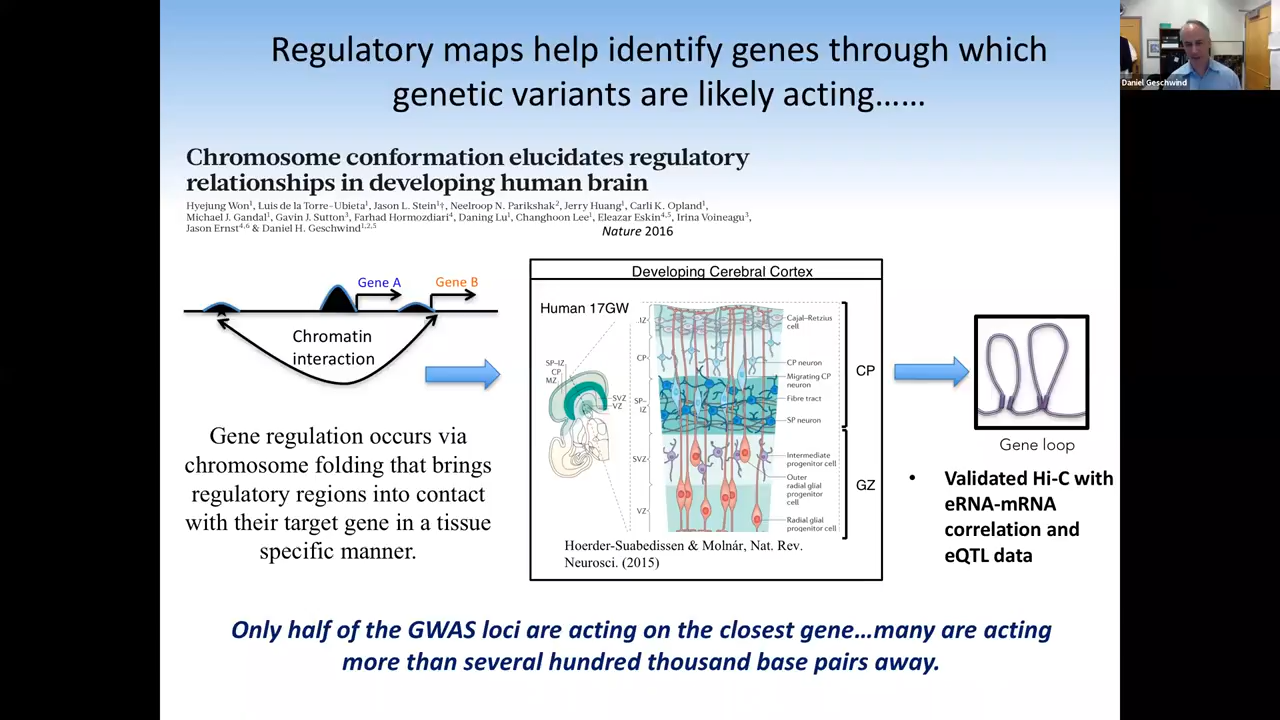 Regulatory maps help identify genes through which
genetic variants are likely acting……
Daniel Geschwind
Chromosome conformation elucidates regulatory
relationships in developing human brain
Hyejung Won¹, Luis de la Torre-Ubieta¹, Jason L. Stein¹†, Neelroop N. Parikshak², Jerry Huang¹, Carli K. Opland¹,
Michael J. Gandal¹, Gavin J. Sutton³, Farhad Hormozdiari⁴, Daning Lu¹, Changhoon Lee¹, Eleazar Eskin⁴,⁵, Irina Voineagu³,
Jason Ernst⁴,⁶ & Daniel H. Geschwind¹,²,⁵
Nature 2016
Gene A
Gene B
Chromatin
interaction
Gene regulation occurs via
chromosome folding that brings
regulatory regions into contact
with their target gene in a tissue
specific manner.
Developing Cerebral Cortex
Human 17GW
SP-IZ
CP
MZ
SVZ
VZ
IZ
CP
SP-
IZ
SVZ
VZ
Cajal-Retzius
cell
CP neuron
Migrating CP
neuron
Fibre tract
SP neuron
Intermediate
progenitor cell
Outer
radial glial
progenitor
cell
Radial glial
progenitor cell
CP
GZ
Hoerder-Suabedissen & Molnár, Nat. Rev.
Neurosci. (2015)
Gene loop
• Validated Hi-C with
eRNA-mRNA
correlation and
eQTL data
Only half of the GWAS loci are acting on the closest gene…many are acting
more than several hundred thousand base pairs away.